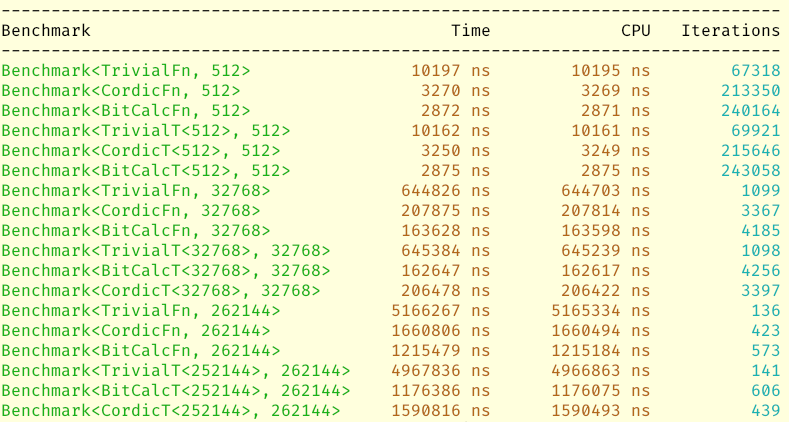 -------------------------------------------------------------------------------
Benchmark                                     Time             CPU   Iterations
-------------------------------------------------------------------------------
Benchmark<TrivialFn, 512>                 10197 ns        10195 ns        67318
Benchmark<CordicFn, 512>                   3270 ns         3269 ns       213350
Benchmark<BitCalcFn, 512>                  2872 ns         2871 ns       240164
Benchmark<TrivialT<512>, 512>             10162 ns        10161 ns        69921
Benchmark<CordicT<512>, 512>               3250 ns         3249 ns       215646
Benchmark<BitCalcT<512>, 512>              2875 ns         2875 ns       243058
Benchmark<TrivialFn, 32768>              644826 ns       644703 ns         1099
Benchmark<CordicFn, 32768>               207875 ns       207814 ns         3367
Benchmark<BitCalcFn, 32768>              163628 ns       163598 ns         4185
Benchmark<TrivialT<32768>, 32768>        645384 ns       645239 ns         1098
Benchmark<BitCalcT<32768>, 32768>        162647 ns       162617 ns         4256
Benchmark<CordicT<32768>, 32768>         206478 ns       206422 ns         3397
Benchmark<TrivialFn, 262144>            5166267 ns      5165334 ns          136
Benchmark<CordicFn, 262144>             1660806 ns      1660494 ns          423
Benchmark<BitCalcFn, 262144>            1215479 ns      1215184 ns          573
Benchmark<TrivialT<252144>, 262144>     4967836 ns      4966863 ns          141
Benchmark<BitCalcT<252144>, 262144>     1176386 ns      1176075 ns          606
Benchmark<CordicT<252144>, 262144>      1590816 ns      1590493 ns          439